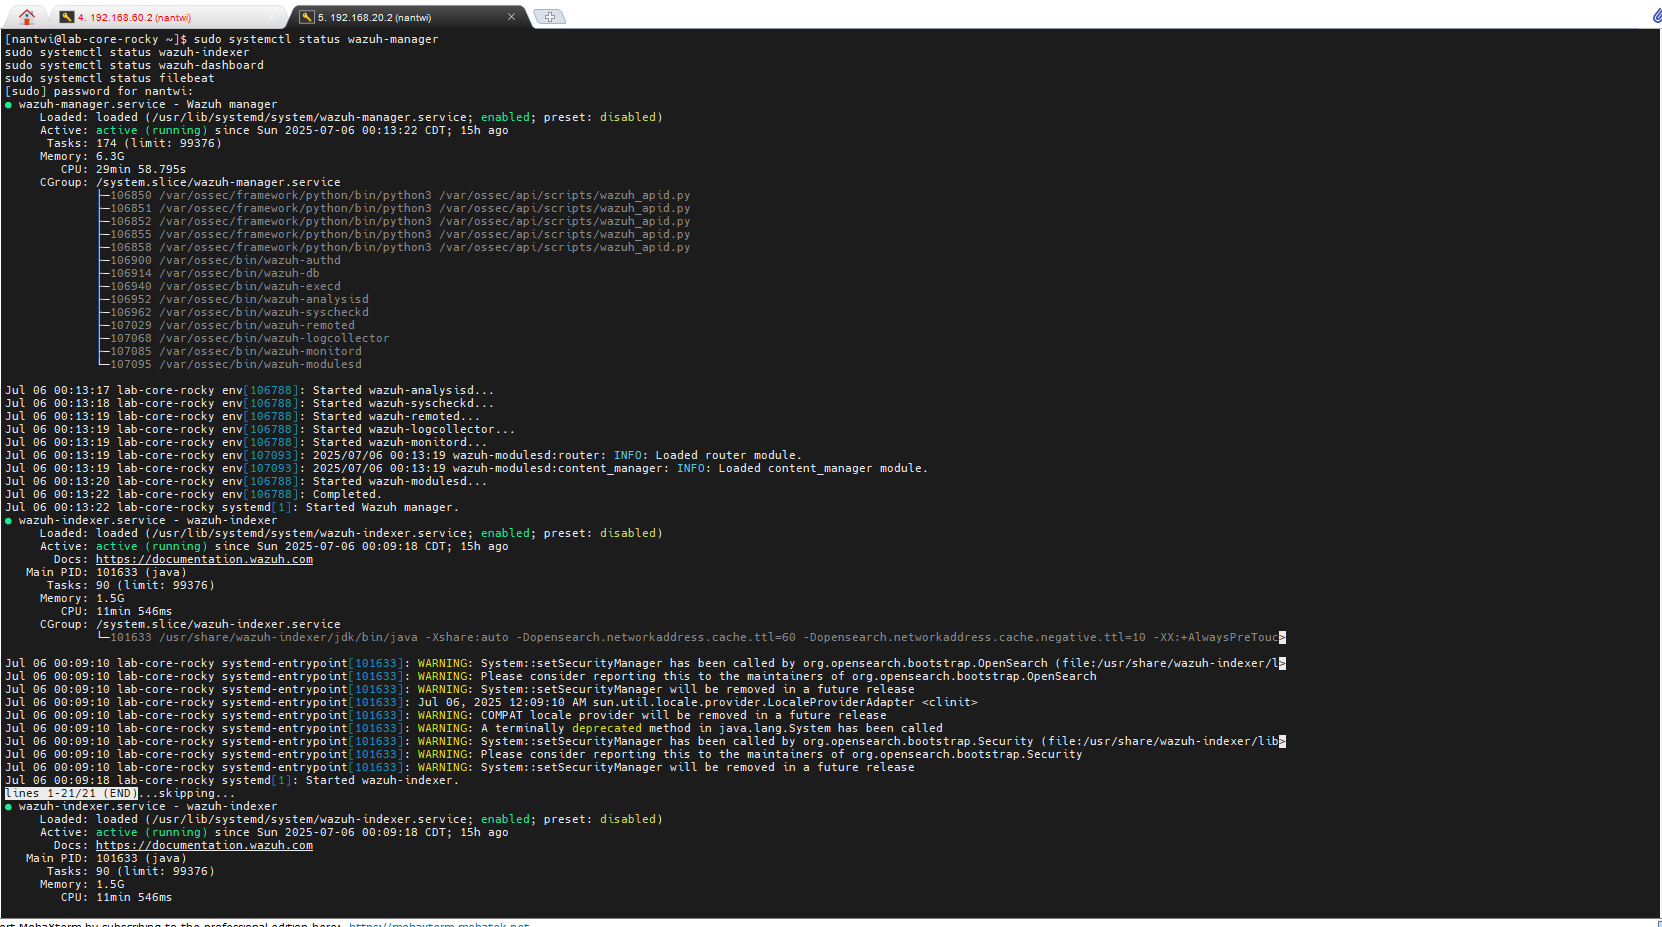 4. 192.168.60.2 (nantwi)
5. 192.168.20.2 (nantwi)
[nantwi@lab-core-rocky ~]$ sudo systemctl status wazuh-manager
sudo systemctl status wazuh-indexer
sudo systemctl status wazuh-dashboard
sudo systemctl status filebeat
[sudo] password for nantwi:
● wazuh-manager.service - Wazuh manager
Loaded: loaded (/usr/lib/systemd/system/wazuh-manager.service; enabled; preset: disabled)
Active: active (running) since Sun 2025-07-06 00:13:22 CDT; 15h ago
Tasks: 174 (limit: 99376)
Memory: 6.3G
CPU: 29min 58.795s
CGroup: /system.slice/wazuh-manager.service
├─106850 /var/ossec/framework/python/bin/python3 /var/ossec/api/scripts/wazuh_apid.py
├─106851 /var/ossec/framework/python/bin/python3 /var/ossec/api/scripts/wazuh_apid.py
├─106852 /var/ossec/framework/python/bin/python3 /var/ossec/api/scripts/wazuh_apid.py
├─106855 /var/ossec/framework/python/bin/python3 /var/ossec/api/scripts/wazuh_apid.py
├─106858 /var/ossec/framework/python/bin/python3 /var/ossec/api/scripts/wazuh_apid.py
├─106900 /var/ossec/bin/wazuh-authd
├─106914 /var/ossec/bin/wazuh-db
├─106940 /var/ossec/bin/wazuh-execd
├─106952 /var/ossec/bin/wazuh-analysisd
├─106962 /var/ossec/bin/wazuh-syscheckd
├─107029 /var/ossec/bin/wazuh-remoted
├─107068 /var/ossec/bin/wazuh-logcollector
├─107085 /var/ossec/bin/wazuh-monitord
└─107095 /var/ossec/bin/wazuh-modulesd
Jul 06 00:13:17 lab-core-rocky env[106788]: Started wazuh-analysisd...
Jul 06 00:13:18 lab-core-rocky env[106788]: Started wazuh-syscheckd...
Jul 06 00:13:19 lab-core-rocky env[106788]: Started wazuh-remoted...
Jul 06 00:13:19 lab-core-rocky env[106788]: Started wazuh-logcollector...
Jul 06 00:13:19 lab-core-rocky env[106788]: Started wazuh-monitord...
Jul 06 00:13:19 lab-core-rocky env[107093]: 2025/07/06 00:13:19 wazuh-modulesd:router: INFO: Loaded router module.
Jul 06 00:13:19 lab-core-rocky env[107093]: 2025/07/06 00:13:19 wazuh-modulesd:content_manager: INFO: Loaded content_manager module.
Jul 06 00:13:20 lab-core-rocky env[106788]: Started wazuh-modulesd...
Jul 06 00:13:22 lab-core-rocky env[106788]: Completed.
Jul 06 00:13:22 lab-core-rocky systemd[1]: Started Wazuh manager.
● wazuh-indexer.service - wazuh-indexer
Loaded: loaded (/usr/lib/systemd/system/wazuh-indexer.service; enabled; preset: disabled)
Active: active (running) since Sun 2025-07-06 00:09:18 CDT; 15h ago
Docs: https://documentation.wazuh.com
Main PID: 101633 (java)
Tasks: 90 (limit: 99376)
Memory: 1.5G
CPU: 11min 546ms
CGroup: /system.slice/wazuh-indexer.service
└─101633 /usr/share/wazuh-indexer/jdk/bin/java -Xshare:auto -Dopensearch.networkaddress.cache.ttl=60 -Dopensearch.networkaddress.cache.negative.ttl=10 -XX:+AlwaysPreTouc>
Jul 06 00:09:10 lab-core-rocky systemd-entrypoint[101633]: WARNING: System::setSecurityManager has been called by org.opensearch.bootstrap.OpenSearch (file:/usr/share/wazuh-indexer/l>
Jul 06 00:09:10 lab-core-rocky systemd-entrypoint[101633]: WARNING: Please consider reporting this to the maintainers of org.opensearch.bootstrap.OpenSearch
Jul 06 00:09:10 lab-core-rocky systemd-entrypoint[101633]: WARNING: System::setSecurityManager will be removed in a future release
Jul 06 00:09:10 lab-core-rocky systemd-entrypoint[101633]: Jul 06, 2025 12:09:10 AM sun.util.locale.provider.LocaleProviderAdapter <clinit>
Jul 06 00:09:10 lab-core-rocky systemd-entrypoint[101633]: WARNING: COMPAT locale provider will be removed in a future release
Jul 06 00:09:10 lab-core-rocky systemd-entrypoint[101633]: WARNING: A terminally deprecated method in java.lang.System has been called
Jul 06 00:09:10 lab-core-rocky systemd-entrypoint[101633]: WARNING: System::setSecurityManager has been called by org.opensearch.bootstrap.Security (file:/usr/share/wazuh-indexer/lib>
Jul 06 00:09:10 lab-core-rocky systemd-entrypoint[101633]: WARNING: Please consider reporting this to the maintainers of org.opensearch.bootstrap.Security
Jul 06 00:09:10 lab-core-rocky systemd-entrypoint[101633]: WARNING: System::setSecurityManager will be removed in a future release
Jul 06 00:09:18 lab-core-rocky systemd[1]: Started wazuh-indexer.
lines 1-21/21 (END)...skipping...
● wazuh-indexer.service - wazuh-indexer
Loaded: loaded (/usr/lib/systemd/system/wazuh-indexer.service; enabled; preset: disabled)
Active: active (running) since Sun 2025-07-06 00:09:18 CDT; 15h ago
Docs: https://documentation.wazuh.com
Main PID: 101633 (java)
Tasks: 90 (limit: 99376)
Memory: 1.5G
CPU: 11min 546ms
ort MobaXterm by subscribing to the professional edition here: https://mobaxterm.mobatek.net